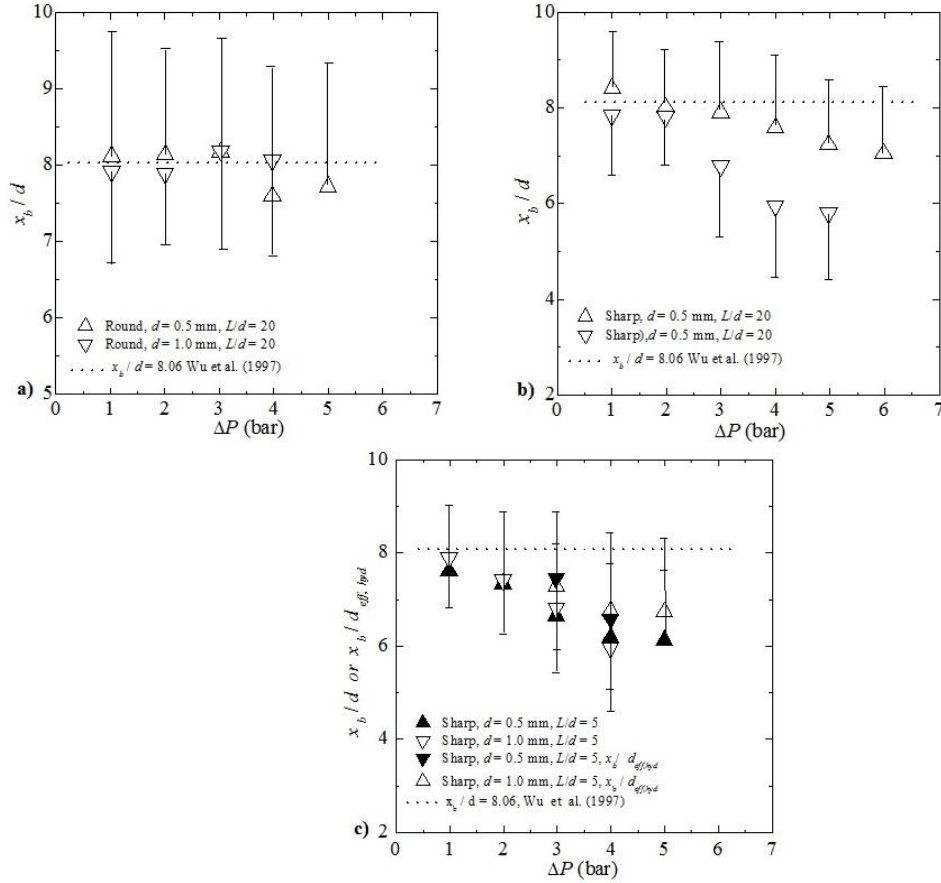 10
9
8
7
6
5
x_b / d
0 1 2 3 4 5 6 7
ΔP (bar)
Round, d = 0.5 mm, L/d = 20
Round, d = 1.0 mm, L/d = 20
x_b / d = 8.06 Wu et al. (1997)
a)
10
8
6
4
2
x_b / d
0 1 2 3 4 5 6 7
ΔP (bar)
Sharp, d = 0.5 mm, L/d = 20
Sharp),d = 0.5 mm, L/d = 20
x_b / d = 8.06 Wu et al. (1997)
b)
10
8
6
4
2
x_b / d or x_b / d_eff, hyd
0 1 2 3 4 5 6 7
ΔP (bar)
Sharp, d = 0.5 mm, L/d = 5
Sharp, d = 1.0 mm, L/d = 5
Sharp, d = 0.5 mm, L/d = 5, x_b/ d_eff,hyd
Sharp, d = 1.0 mm, L/d = 5, x_b / d_eff,hyd
x_b / d = 8.06, Wu et al. (1997)
c)